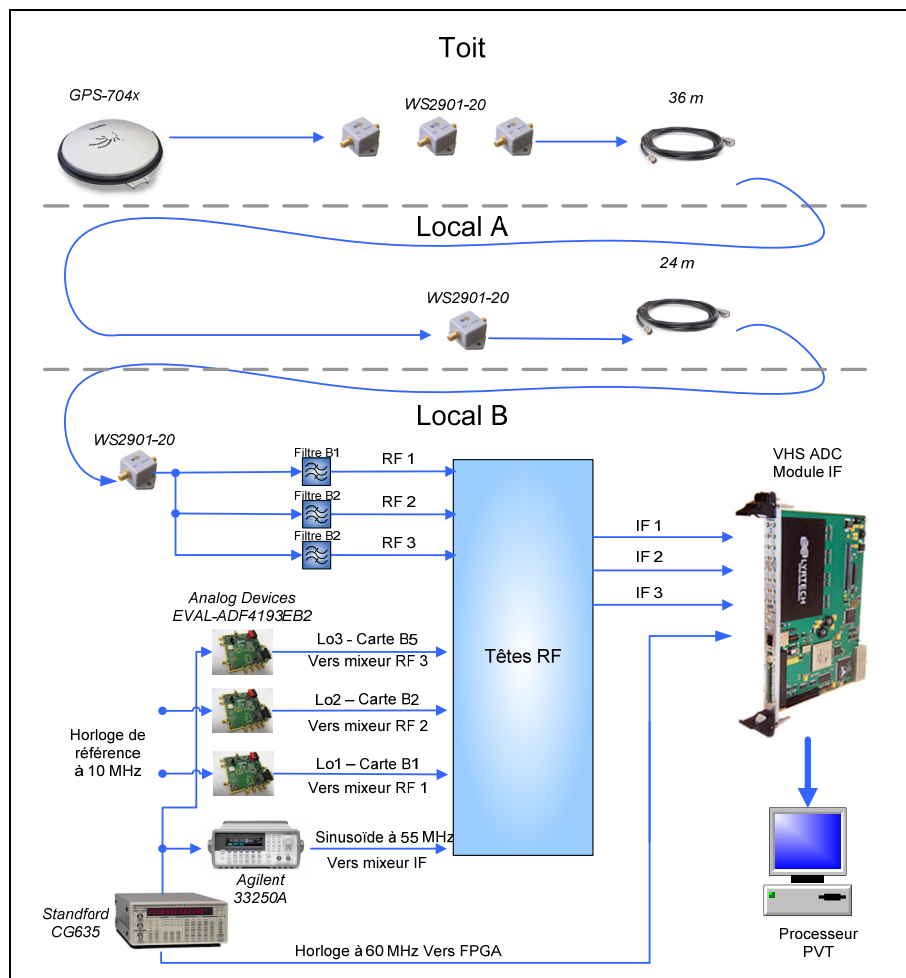 Toit
GPS-704x
WS2901-20
36 m
Local A
24 m
WS2901-20
Local B
WS2901-20
Filtre B1
RF 1
Filtre B2
RF 2
Filtre B2
RF 3
VHS ADC
Module IF
IF 1
IF 2
IF 3
LYRTECH
Analog Devices
EVAL-ADF4193EB2
Lo3 - Carte B5
Vers mixeur RF 3
Têtes RF
Lo2 – Carte B2
Vers mixeur RF 2
Horloge de
référence
à 10 MHz
Lo1 – Carte B1
Vers mixeur RF 1
Sinusoïde à 55 MHz
Vers mixeur IF
Agilent
33250A
Standford
CG635
Horloge à 60 MHz Vers FPGA
Processeur
PVT